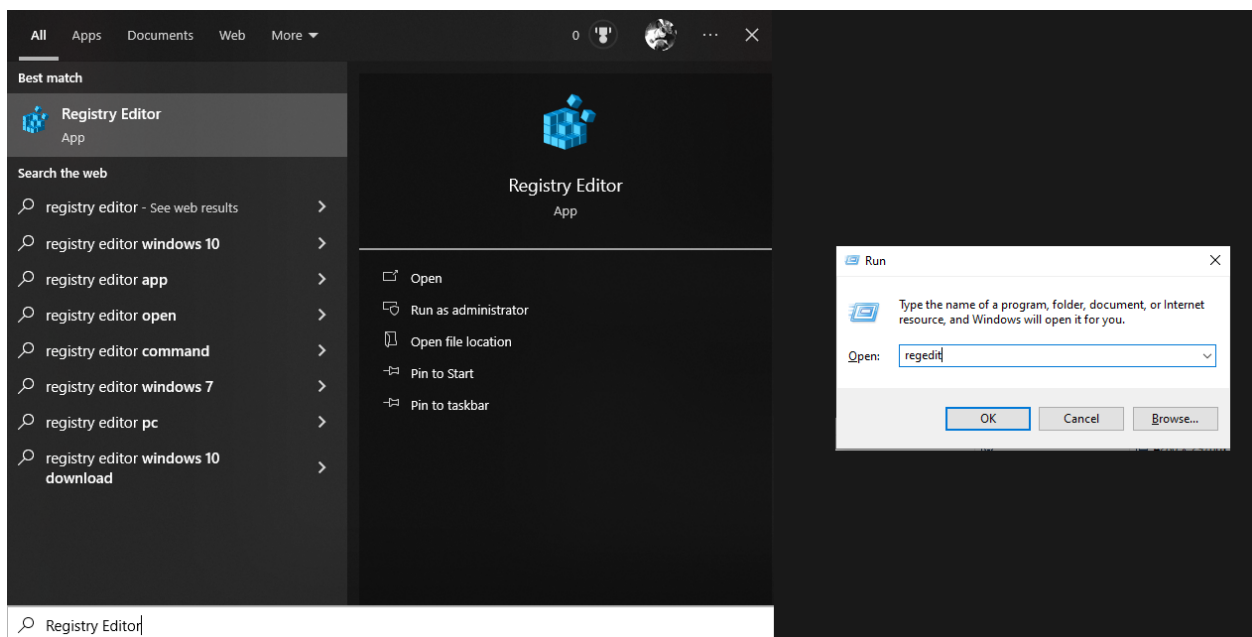 All Apps Documents Web More 0
Best match
Registry Editor
App
Search the web
registry editor - See web results
registry editor windows 10
registry editor app
registry editor open
registry editor command
registry editor windows 7
registry editor pc
registry editor windows 10
download
Registry Editor
App
Open
Run as administrator
Open file location
Pin to Start
Pin to taskbar
Registry Editor
Run
Type the name of a program, folder, document, or Internet
resource, and Windows will open it for you.
Open: regedit
OK Cancel Browse...